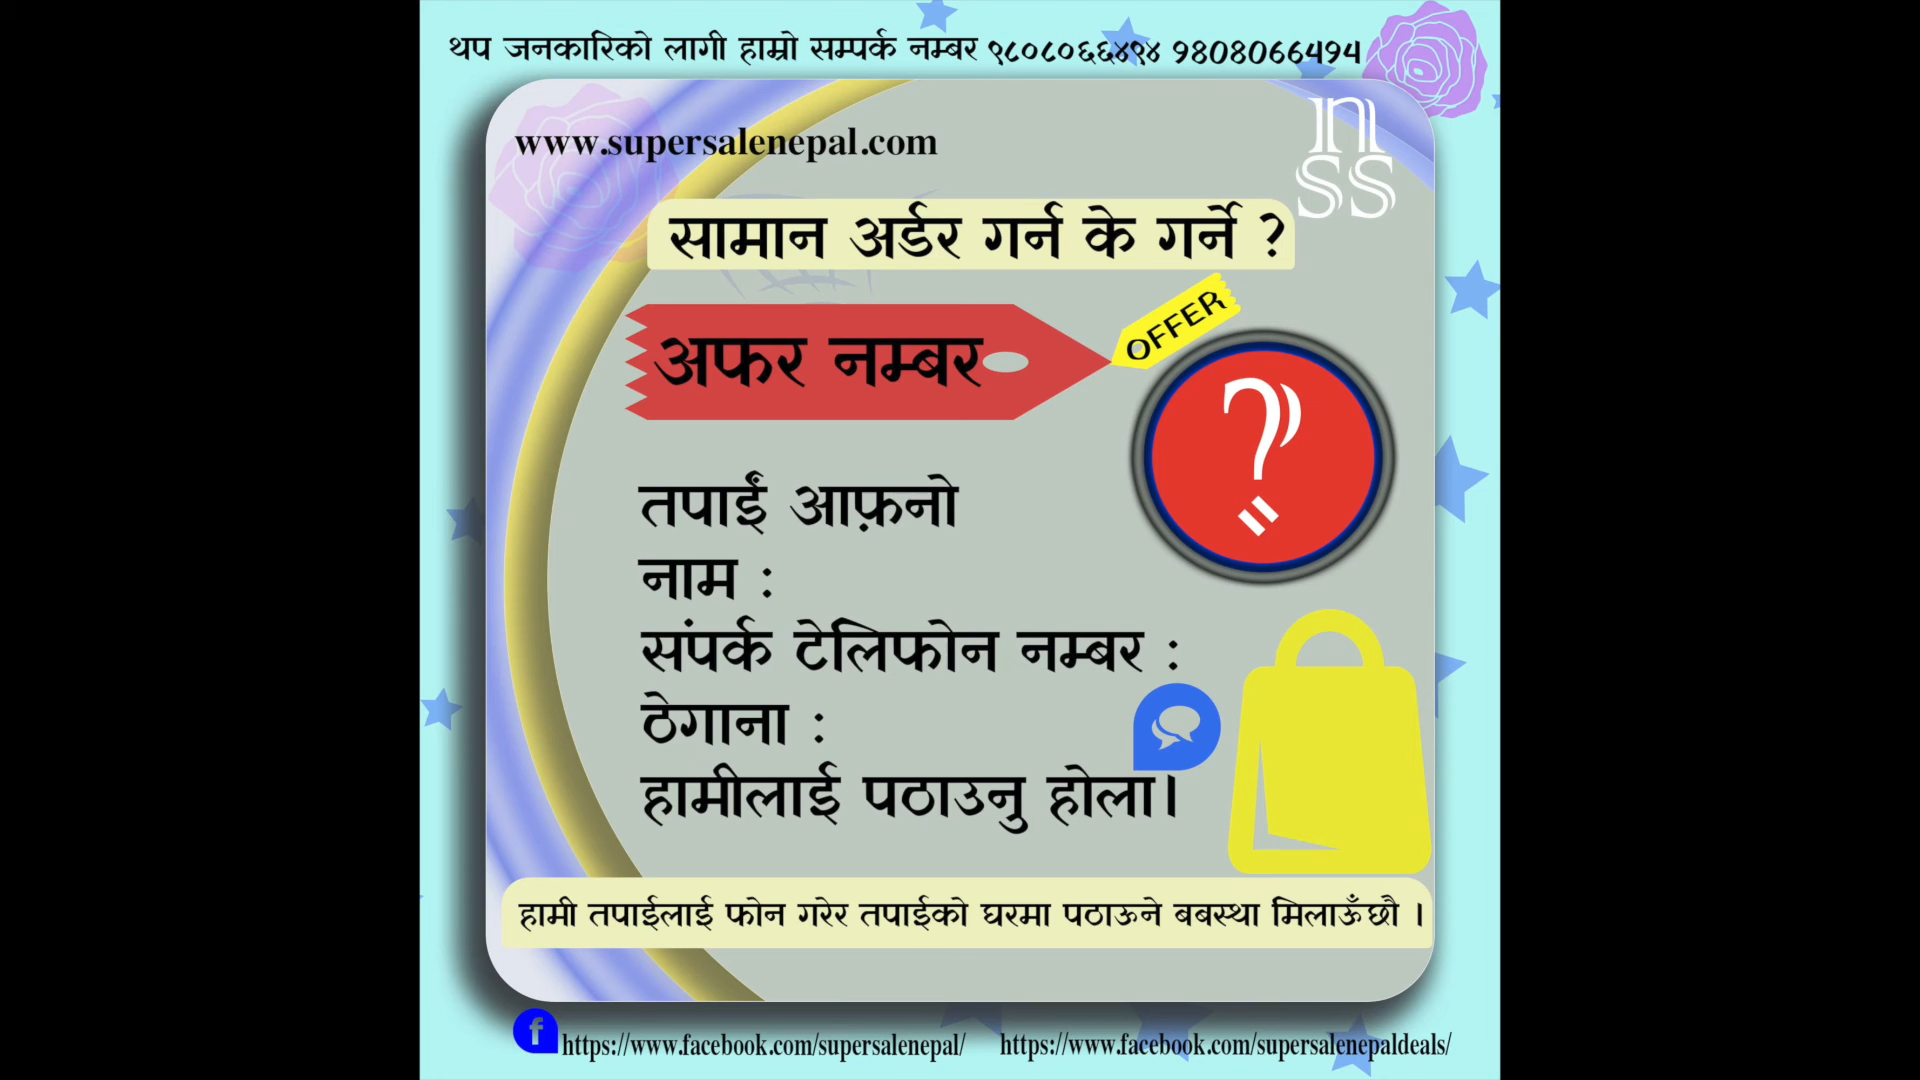 थप जनकारिको लागी हाम्रो सम्पर्क नम्बर ९८०८०६६४९४ 9808066494
www.supersalenepal.com
nss
सामान अर्डर गर्न के गर्ने ?
अफर नम्बर
OFFER
?
तपाईं आफ़नो
नाम :
संपर्क टेलिफोन नम्बर :
ठेगाना :
हामीलाई पठाउनु होला।
हामी तपाईलाई फोन गरेर तपाईको घरमा पठाऊने बबस्था मिलाऊँछौ ।
f https://www.facebook.com/supersalenepal/ https://www.facebook.com/supersalenepaldeals/